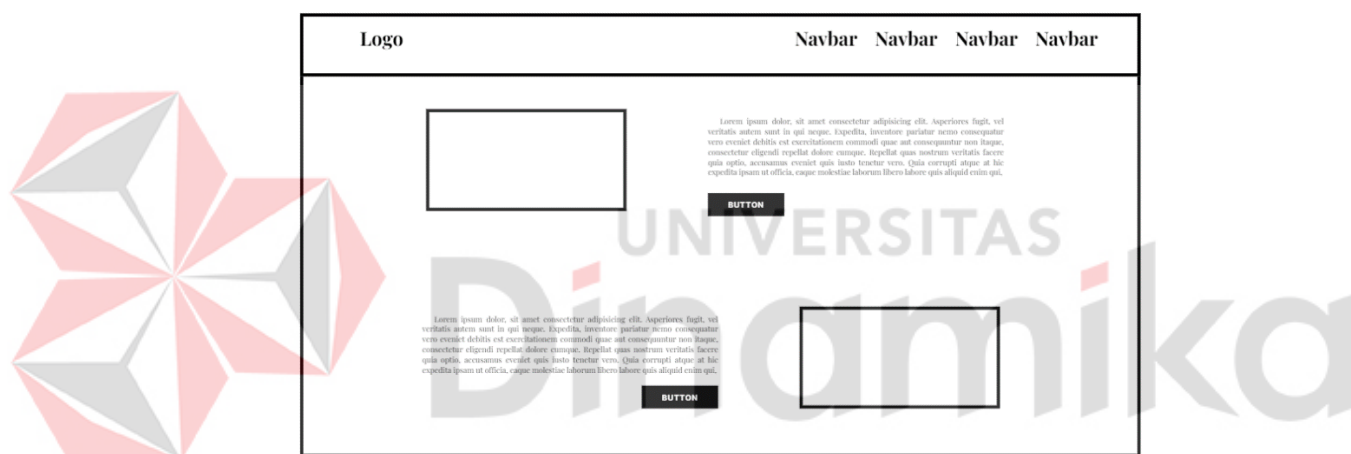 Logo
Navbar Navbar Navbar Navbar
Lorem ipsum dolor, sit amet consectetur adipisicing elit. Asperiores fugit, vel
veritatis autem sunt in qui neque. Expedita, inventore pariatur nemo consequatur
vero eveniet debitis est exercitationem commodi quae aut consequuntur non itaque,
consectetur eligendi repellat dolore cumque. Repellat quas nostrum veritatis facere
quia optio, accusamus eveniet quis iusto tenetur vero. Quia corrupti atque at hic
expedita ipsam ut officia, eaque molestiae laborum libero labore quis aliquid enim qui,
BUTTON
UNIVERSITAS
Dinamika
Lorem ipsum dolor, sit amet consectetur adipisicing elit. Asperiores fugit, vel
veritatis autem sunt in qui neque. Expedita, inventore pariatur nemo consequatur
vero eveniet debitis est exercitationem commodi quae aut consequuntur non itaque,
consectetur eligendi repellat dolore cumque. Repellat quas nostrum veritatis facere
quia optio, accusamus eveniet quis iusto tenetur vero. Quia corrupti atque at hic
expedita ipsam ut officia, eaque molestiae laborum libero labore quis aliquid enim qui,
BUTTON